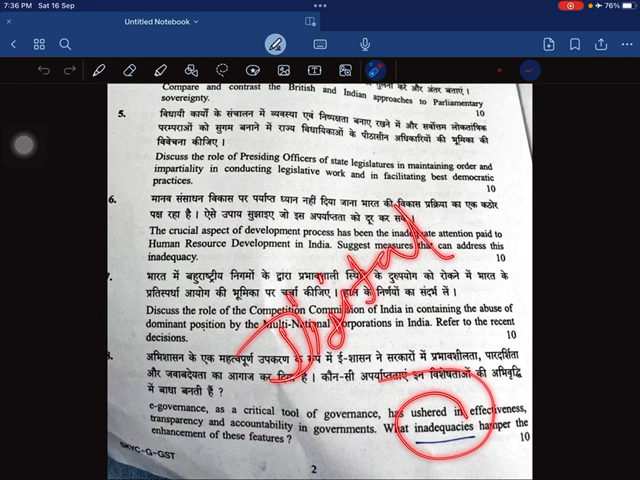 7:36 PM Sat 16 Sep
76%
Untitled Notebook
Compare and contrast the British and Indian approaches to Parliamentary
sovereignty. 10
5. विधायी कार्यों के संचालन में व्यवस्था एवं निष्पक्षता बनाए रखने में और सर्वोत्तम लोकतांत्रिक
परम्पराओं को सुगम बनाने में राज्य विधायिकाओं के पीठासीन अधिकारियों की भूमिका की
विवेचना कीजिए ।
Discuss the role of Presiding Officers of state legislatures in maintaining order and
impartiality in conducting legislative work and in facilitating best democratic
practices. 10
6. मानव संसाधन विकास पर पर्याप्त ध्यान नहीं दिया जाना भारत की विकास प्रक्रिया का एक कठोर
पक्ष रहा है । ऐसे उपाय सुझाइए जो इस अपर्याप्तता को दूर कर
The crucial aspect of development process has been the inadequate attention paid to
Human Resource Development in India. Suggest measures that can address this
inadequacy. 10
भारत में बहुराष्ट्रीय निगमों के द्वारा प्रभावशाली के दुरुपयोग को रोकने में भारत के
प्रतिस्पर्धा आयोग की भूमिका पर चर्चा कीजिए । हाल के निर्णयों का संदर्भ लें ।
Discuss the role of the Competition Commission of India in containing the abuse of
dominant position by the Multi-National Corporations in India. Refer to the recent
decisions. 10
Digital
अभिशासन के एक महत्वपूर्ण उपकरण के रूप में ई-शासन ने सरकारों में प्रभावशीलता, पारदर्शिता
और जवाबदेयता का आगाज कर दिया है । कौन-सी अपर्याप्तताएं इन विशेषताओं की अभिवृद्धि
में बाधा बनती हैं ?
e-governance, as a critical tool of governance, has ushered in effectiveness,
transparency and accountability in governments. What inadequacies hamper the
enhancement of these features ? 10
SKYC-G-GST
2